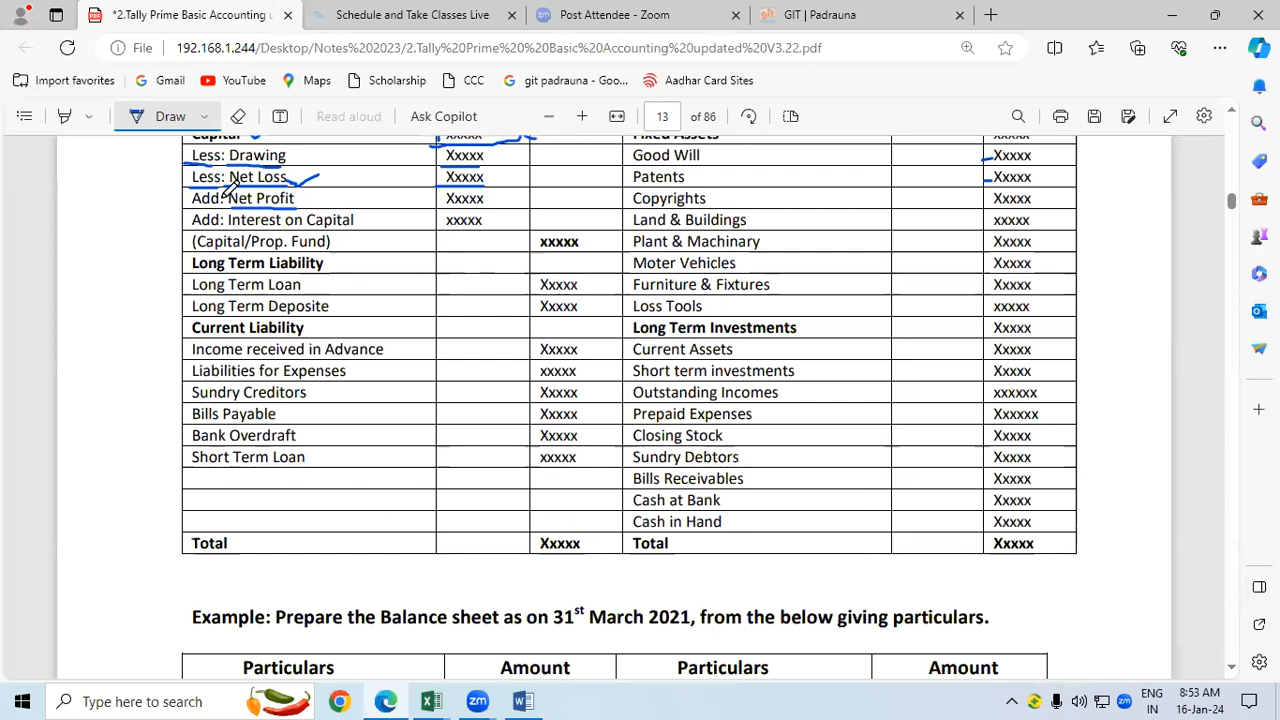 *2.Tally Prime Basic Accounting u
Schedule and Take Classes Live
Post Attendee - Zoom
GIT | Padrauna
File
192.168.1.244/Desktop/Notes%202023/2.Tally%20Prime%20%20Basic%20Accounting%20updated%20V3.22.pdf
Import favorites
Gmail
YouTube
Maps
Scholarship
CCC
git padrauna - Goo...
Aadhar Card Sites
Draw
Read aloud
Ask Copilot
13 of 86
Capital Xxxxx Fixed Assets
Less: Drawing Xxxxx Good Will Xxxxx
Less: Net Loss Xxxxx Patents Xxxxx
Add: Net Profit Xxxxx Copyrights Xxxxx
Add: Interest on Capital xxxxx Land & Buildings xxxxx
(Capital/Prop. Fund) xxxxx Plant & Machinery Xxxxx
Long Term Liability Moter Vehicles Xxxxx
Long Term Loan Xxxxx Furniture & Fixtures Xxxxx
Long Term Deposite Xxxxx Loss Tools xxxxx
Current Liability Long Term Investments Xxxxx
Income received in Advance Xxxxx Current Assets Xxxxx
Liabilities for Expenses xxxxx Short term investments Xxxxx
Sundry Creditors Xxxxx Outstanding Incomes xxxxxx
Bills Payable Xxxxx Prepaid Expenses Xxxxxx
Bank Overdraft Xxxxx Closing Stock Xxxxx
Short Term Loan xxxxx Sundry Debtors Xxxxx
Bills Receivables Xxxxx
Cash at Bank Xxxxx
Cash in Hand Xxxxx
Total Xxxxx Total Xxxxx
Example: Prepare the Balance sheet as on 31st March 2021, from the below giving particulars.
Particulars Amount Particulars Amount
Type here to search
ENG
IN
8:53 AM
16-Jan-24